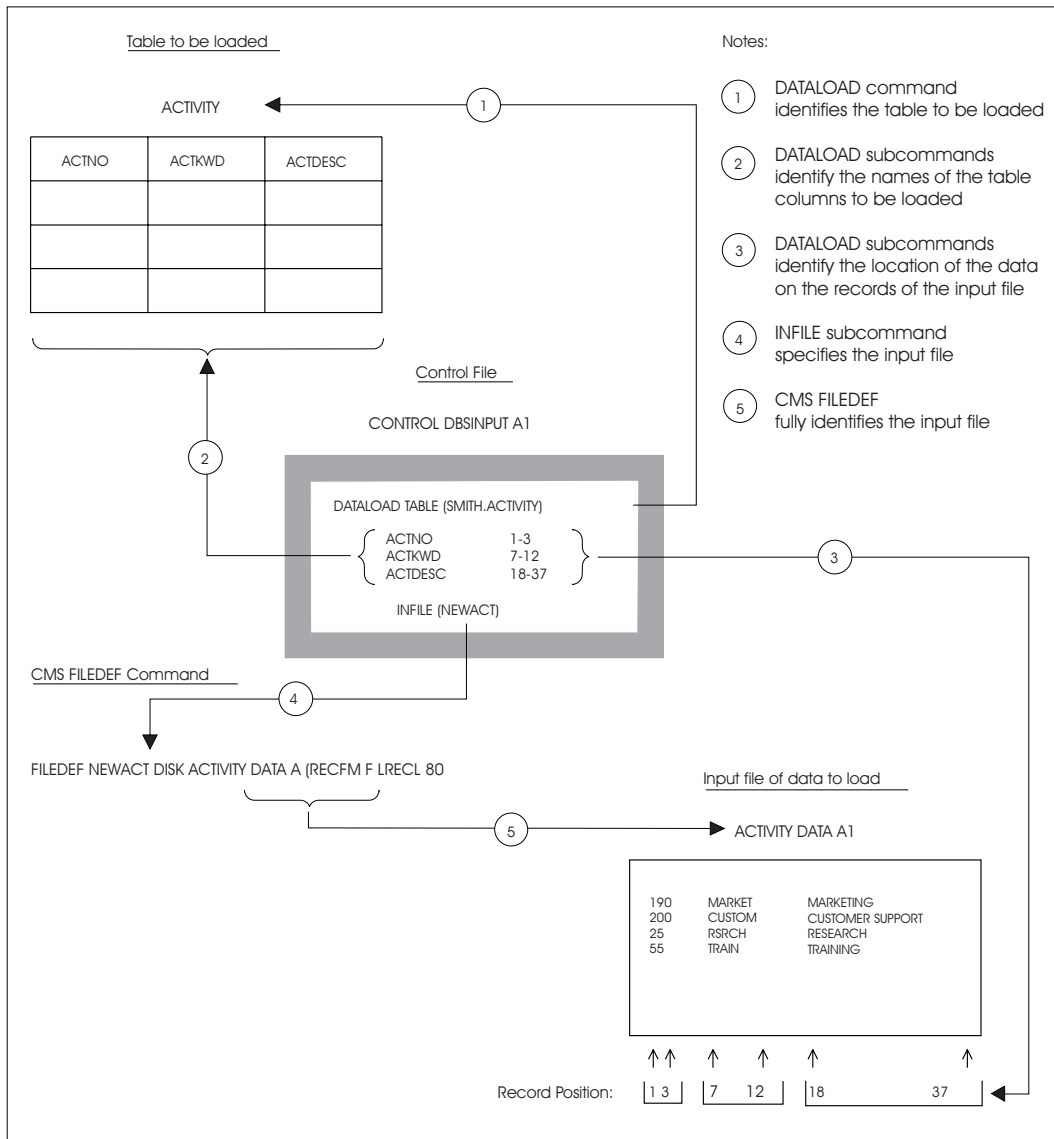 Table to be loaded
ACTIVITY
1
ACTNO ACTKWD ACTDESC
Notes:
1 DATALOAD command
identifies the table to be loaded
2 DATALOAD subcommands
identify the names of the table
columns to be loaded
3 DATALOAD subcommands
identify the location of the data
on the records of the input file
4 INFILE subcommand
specifies the input file
5 CMS FILEDEF
fully identifies the input file
2
Control File
CONTROL DBSINPUT A1
DATALOAD TABLE (SMITH.ACTIVITY)
ACTNO 1-3
ACTKWD 7-12
ACTDESC 18-37
INFILE (NEWACT)
3
CMS FILEDEF Command
4
FILEDEF NEWACT DISK ACTIVITY DATA A (RECFM F LRECL 80
5
Input file of data to load
ACTIVITY DATA A1
190 MARKET MARKETING
200 CUSTOM CUSTOMER SUPPORT
25 RSRCH RESEARCH
55 TRAIN TRAINING
Record Position: 1 3 7 12 18 37